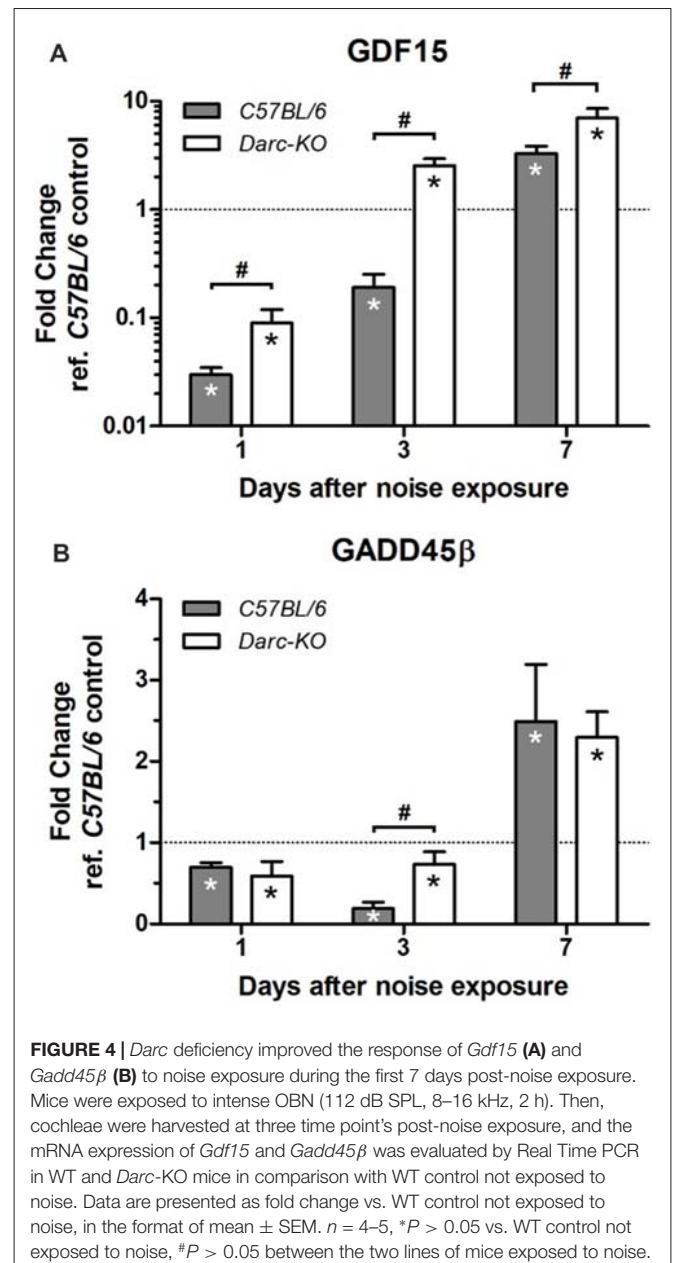 A
GDF15
10
1
0.1
0.01
Fold Change
ref. C57BL/6 control
C57BL/6
Darc-KO
#
#
#
*
*
*
*
*
*
1
3
7
Days after noise exposure
B
GADD45β
4
3
2
1
0
Fold Change
ref. C57BL/6 control
C57BL/6
Darc-KO
#
*
*
*
*
*
*
1
3
7
Days after noise exposure
FIGURE 4 | Darc deficiency improved the response of Gdf15 (A) and
Gadd45β (B) to noise exposure during the first 7 days post-noise exposure.
Mice were exposed to intense OBN (112 dB SPL, 8–16 kHz, 2 h). Then,
cochleae were harvested at three time point's post-noise exposure, and the
mRNA expression of Gdf15 and Gadd45β was evaluated by Real Time PCR
in WT and Darc-KO mice in comparison with WT control not exposed to
noise. Data are presented as fold change vs. WT control not exposed to
noise, in the format of mean ± SEM. n = 4–5, *P > 0.05 vs. WT control not
exposed to noise, #P > 0.05 between the two lines of mice exposed to noise.